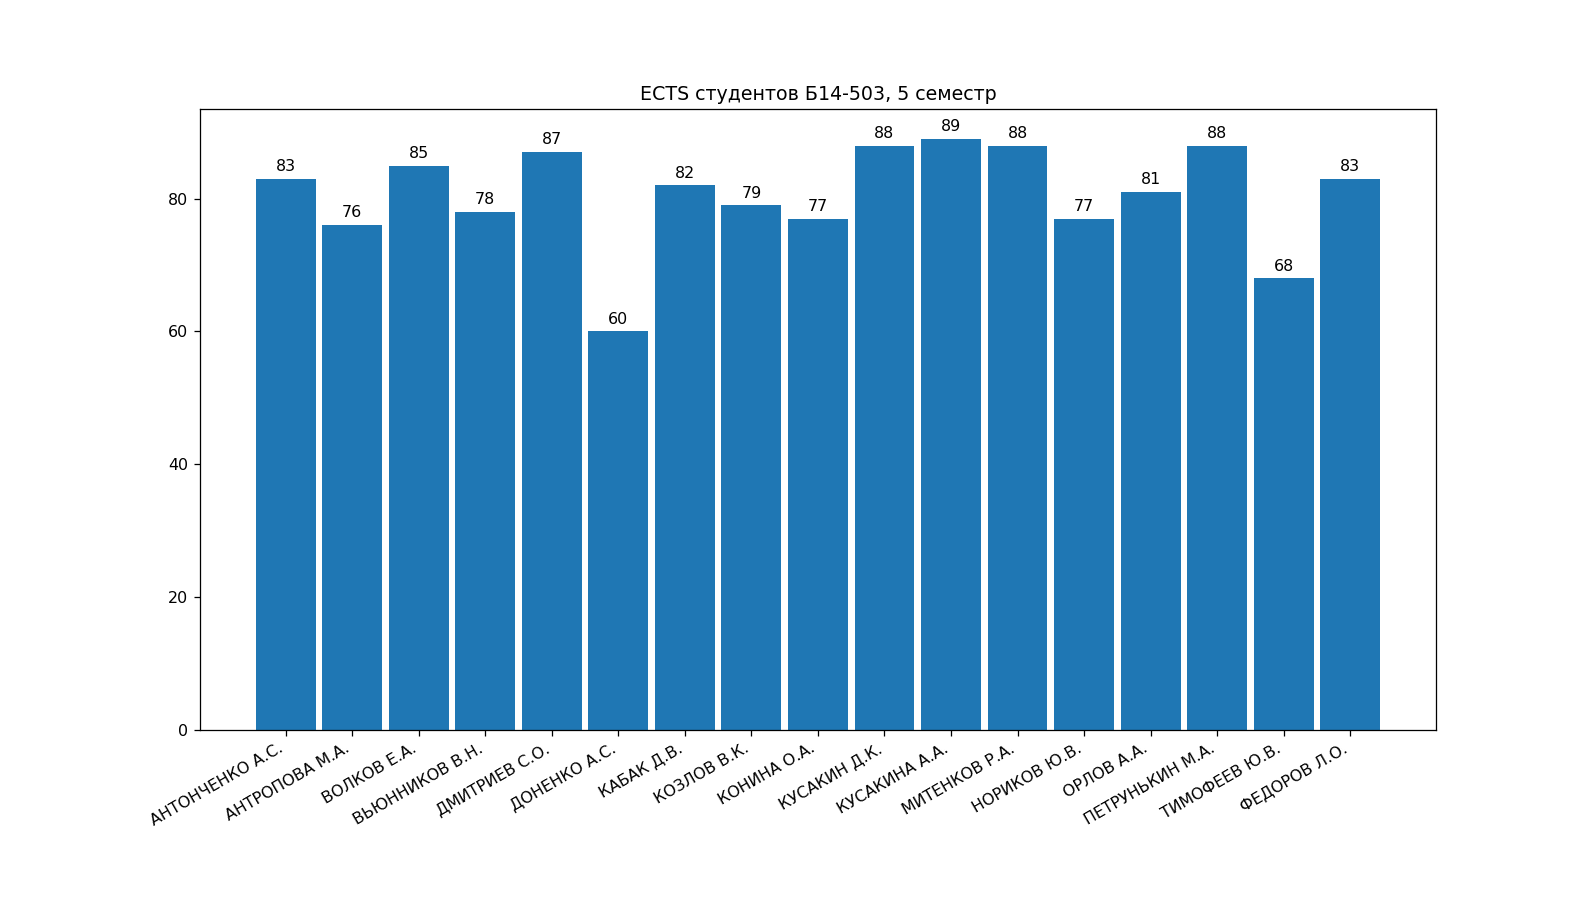 ECTS студентов Б14-503, 5 семестр
83
76
85
78
87
60
82
79
77
88
89
88
77
81
88
68
83
80
60
40
20
0
АНТОНЧЕНКО А.С.
АНТРОПОВА М.А.
ВОЛКОВ Е.А.
ВЬЮННИКОВ В.Н.
ДМИТРИЕВ С.О.
ДОНЕНКО А.С.
КАБАК Д.В.
КОЗЛОВ В.К.
КОНИНА О.А.
КУСАКИН Д.К.
КУСАКИНА А.А.
МИТЕНКОВ Р.А.
НОРИКОВ Ю.В.
ОРЛОВ А.А.
ПЕТРУНЬКИН М.А.
ТИМОФЕЕВ Ю.В.
ФЕДОРОВ Л.О.